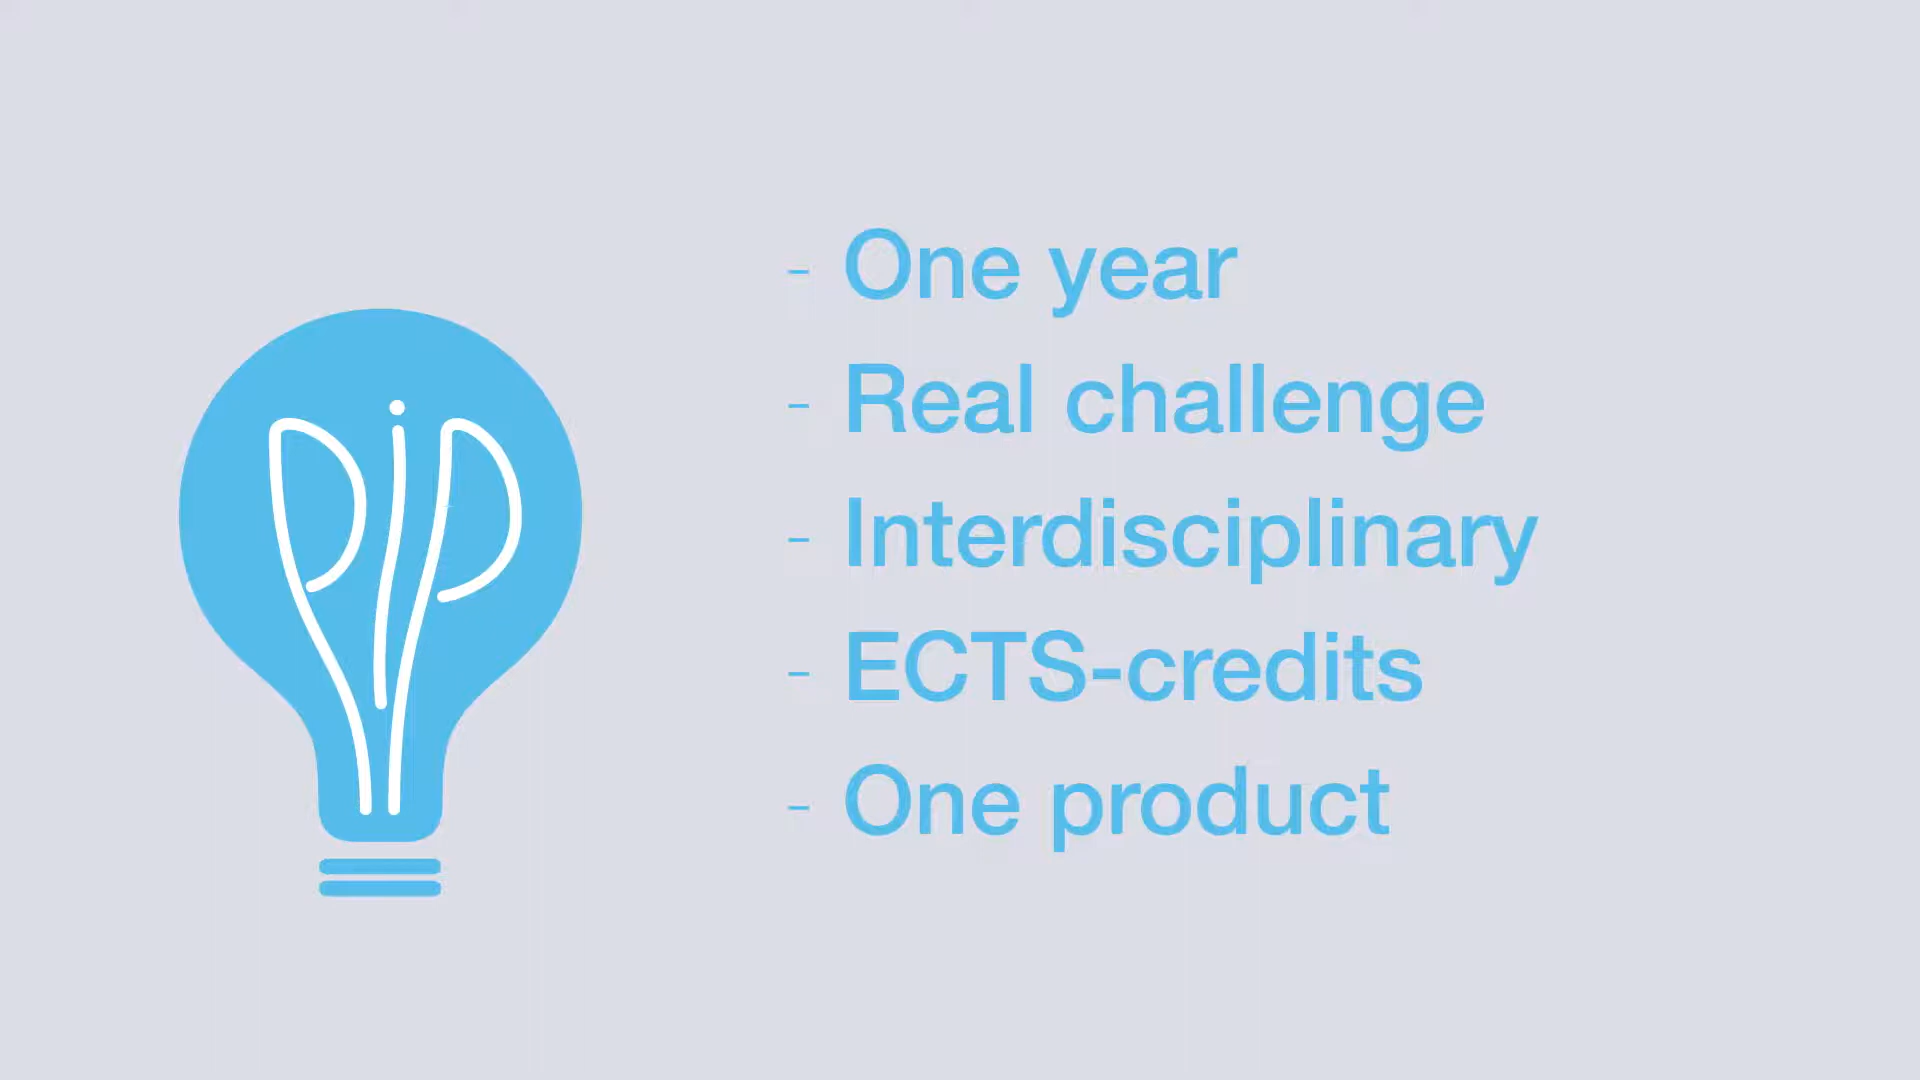 PiP
- One year
- Real challenge
- Interdisciplinary
- ECTS-credits
- One product